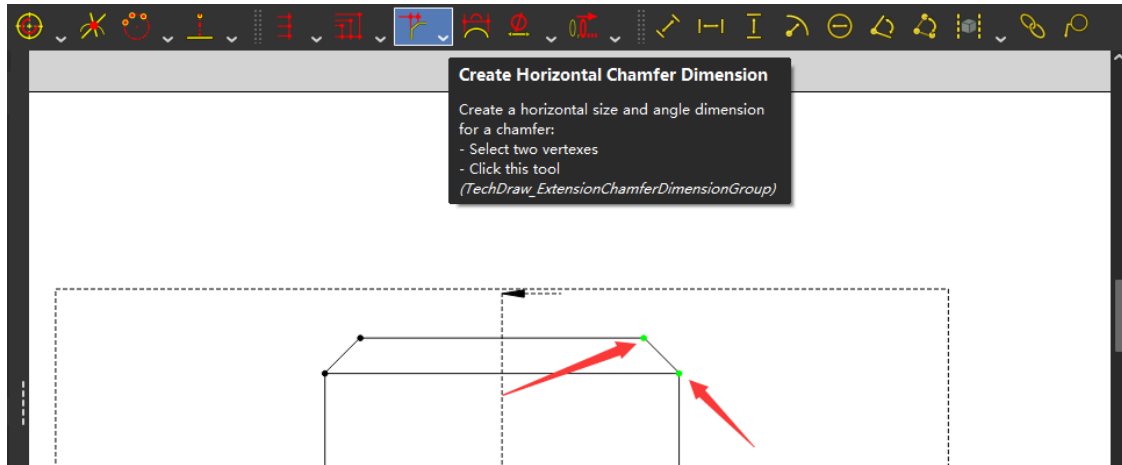 Create Horizontal Chamfer Dimension
Create a horizontal size and angle dimension
for a chamfer:
- Select two vertexes
- Click this tool
(TechDraw_ExtensionChamferDimensionGroup)